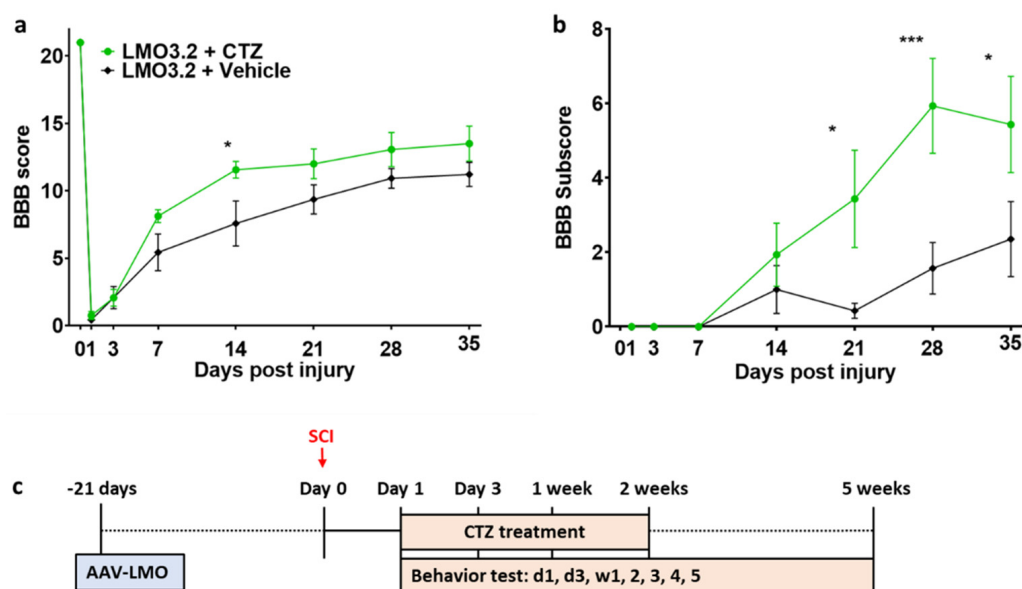 a
20
15
10
5
0
BBB score
LMO3.2 + CTZ
LMO3.2 + Vehicle
*
01 3 7 14 21 28 35
Days post injury
b
8
6
4
2
0
BBB Subscore
*
***
*
01 3 7 14 21 28 35
Days post injury
c
SCI
-21 days Day 0 Day 1 Day 3 1 week 2 weeks 5 weeks
CTZ treatment
AAV-LMO
Behavior test: d1, d3, w1, 2, 3, 4, 5